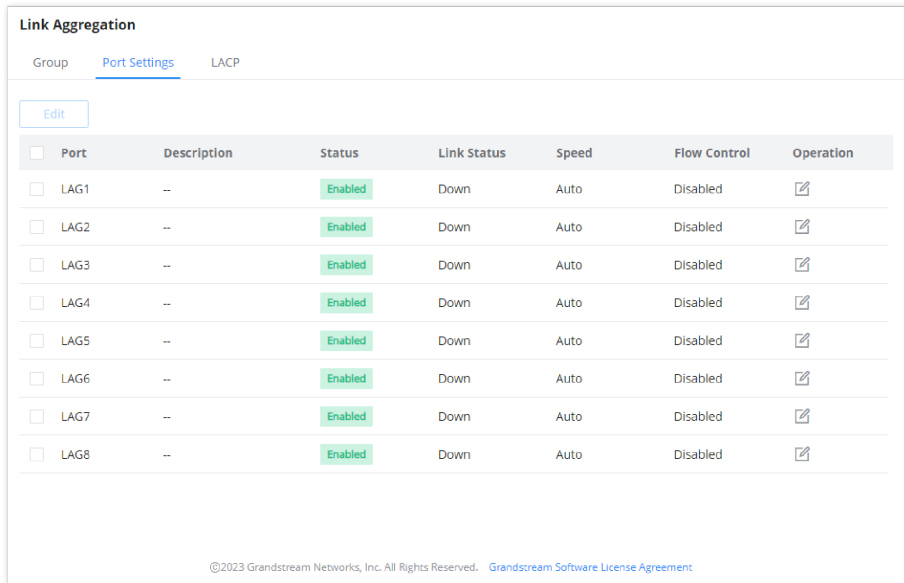 Link Aggregation
Group Port Settings LACP
Edit
Port Description Status Link Status Speed Flow Control Operation
LAG1 -- Enabled Down Auto Disabled
LAG2 -- Enabled Down Auto Disabled
LAG3 -- Enabled Down Auto Disabled
LAG4 -- Enabled Down Auto Disabled
LAG5 -- Enabled Down Auto Disabled
LAG6 -- Enabled Down Auto Disabled
LAG7 -- Enabled Down Auto Disabled
LAG8 -- Enabled Down Auto Disabled
©2023 Grandstream Networks, Inc. All Rights Reserved. Grandstream Software License Agreement